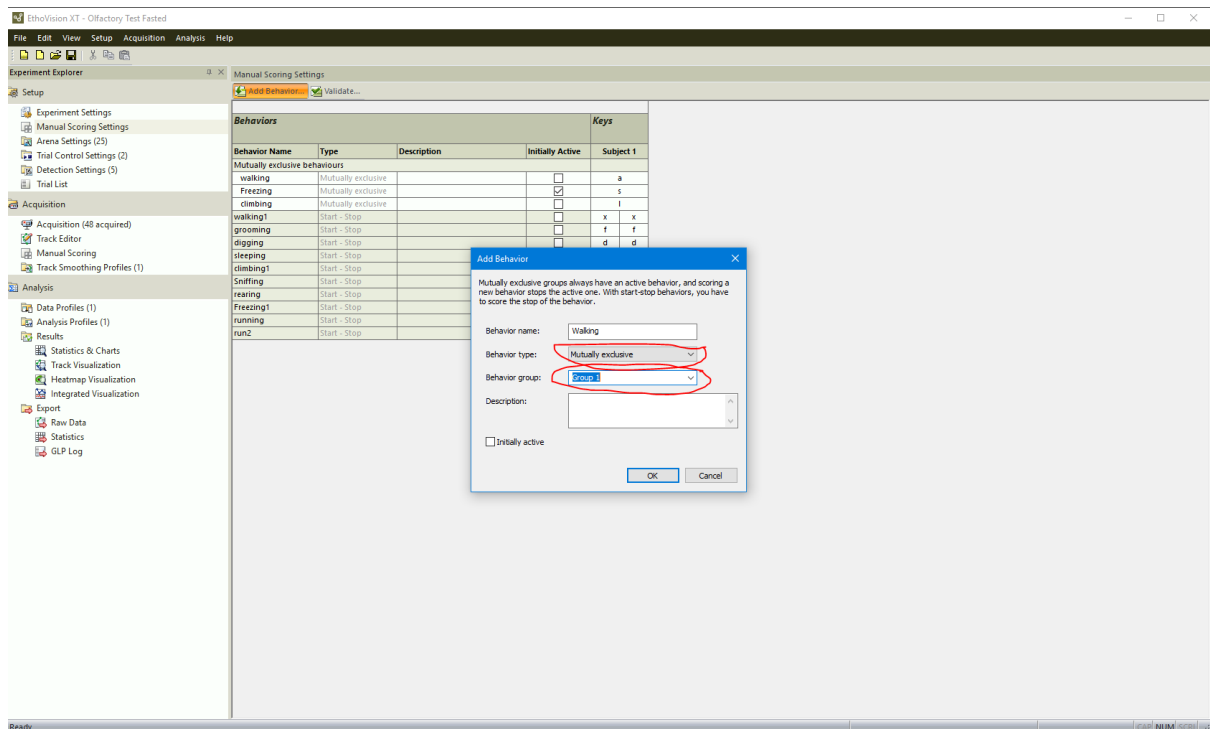 EthoVision XT - Olfactory Test Fasted
File Edit View Setup Acquisition Analysis Help
Experiment Explorer
Manual Scoring Settings
Setup
Add Behavior... Validate...
Experiment Settings
Manual Scoring Settings
Arena Settings (25)
Trial Control Settings (2)
Detection Settings (5)
Trial List
Acquisition
Acquisition (48 acquired)
Track Editor
Manual Scoring
Track Smoothing Profiles (1)
Analysis
Data Profiles (1)
Analysis Profiles (1)
Results
Statistics & Charts
Track Visualization
Heatmap Visualization
Integrated Visualization
Export
Raw Data
Statistics
GLP Log
Behaviors Keys
Behavior Name Type Description Initially Active Subject 1
Mutually exclusive behaviours
walking Mutually exclusive a
Freezing Mutually exclusive s
climbing Mutually exclusive l
walking1 Start - Stop x x
grooming Start - Stop f f
digging Start - Stop d d
sleeping Start - Stop
climbing1 Start - Stop
Sniffing Start - Stop
rearing Start - Stop
Freezing1 Start - Stop
running Start - Stop
run2 Start - Stop
Add Behavior
Mutually exclusive groups always have an active behavior, and scoring a
new behavior stops the active one. With start-stop behaviors, you have
to score the stop of the behavior.
Behavior name: Walking
Behavior type: Mutually exclusive
Behavior group: Group 1
Description:
Initially active
OK Cancel
Ready
CAP NUM SCRL